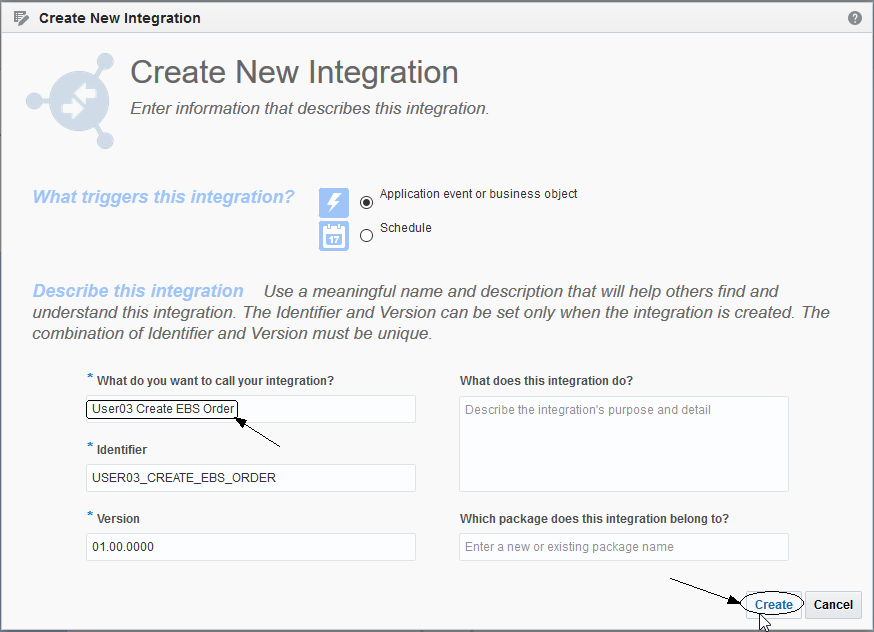 Create New Integration
?
Create New Integration
Enter information that describes this integration.
What triggers this integration?
Application event or business object
17
Schedule
Describe this integration Use a meaningful name and description that will help others find and
understand this integration. The Identifier and Version can be set only when the integration is created. The
combination of Identifier and Version must be unique.
* What do you want to call your integration?
User03 Create EBS Order
* Identifier
USER03_CREATE_EBS_ORDER
* Version
01.00.0000
What does this integration do?
Describe the integration's purpose and detail
Which package does this integration belong to?
Enter a new or existing package name
Create
Cancel